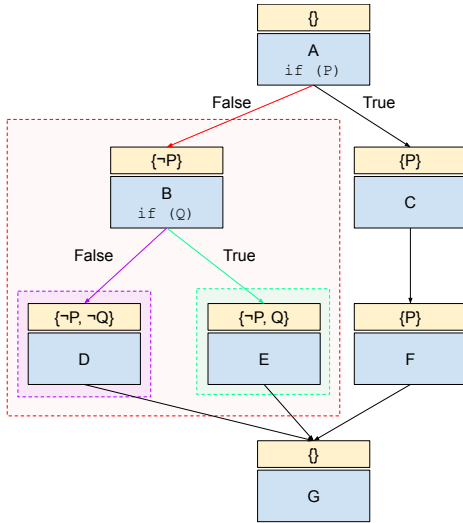 {}
A
if (P)
False
True
{¬P}
{P}
B
if (Q)
C
False
True
{¬P, ¬Q}
{¬P, Q}
{P}
D
E
F
{}
G